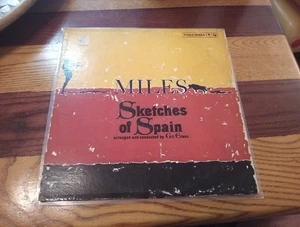 MILES
Sketches
of Spain
arranged and conducted by Gil Evans